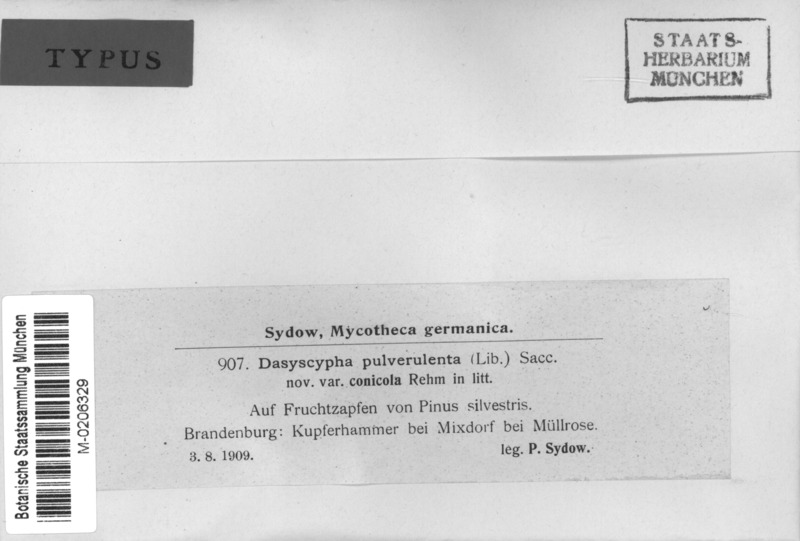 TYPUS
STAATS-
HERBARIUM
MÜNCHEN
Sydow, Mycotheca germanica.
907. Dasyscypha pulverulenta (Lib.) Sacc.
nov. var. conicola Rehm in litt.
Auf Fruchtzapfen von Pinus silvestris.
Brandenburg: Kupferhammer bei Mixdorf bei Müllrose.
3. 8. 1909. leg. P. Sydow.
Botanische Staatssammlung München
M-0206329